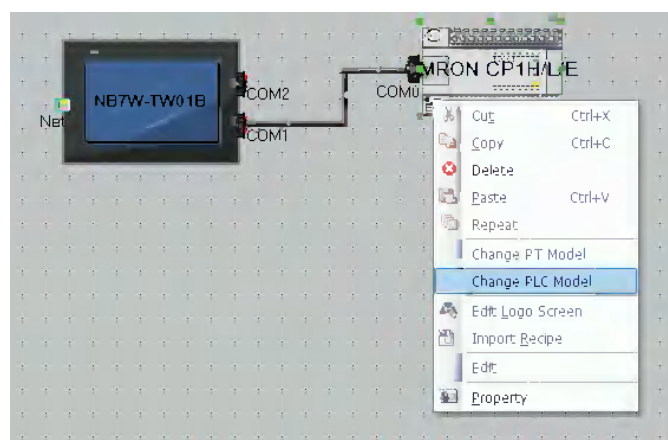 NB7W-TW01B
Net
COM2
COM1
MRON CP1H/L/E
COM0
Cut Ctrl+X
Copy Ctrl+C
Delete
Paste Ctrl+V
Repeat
Change PT Model
Change PLC Model
Edit Logo Screen
Import Recipe
Edit
Property